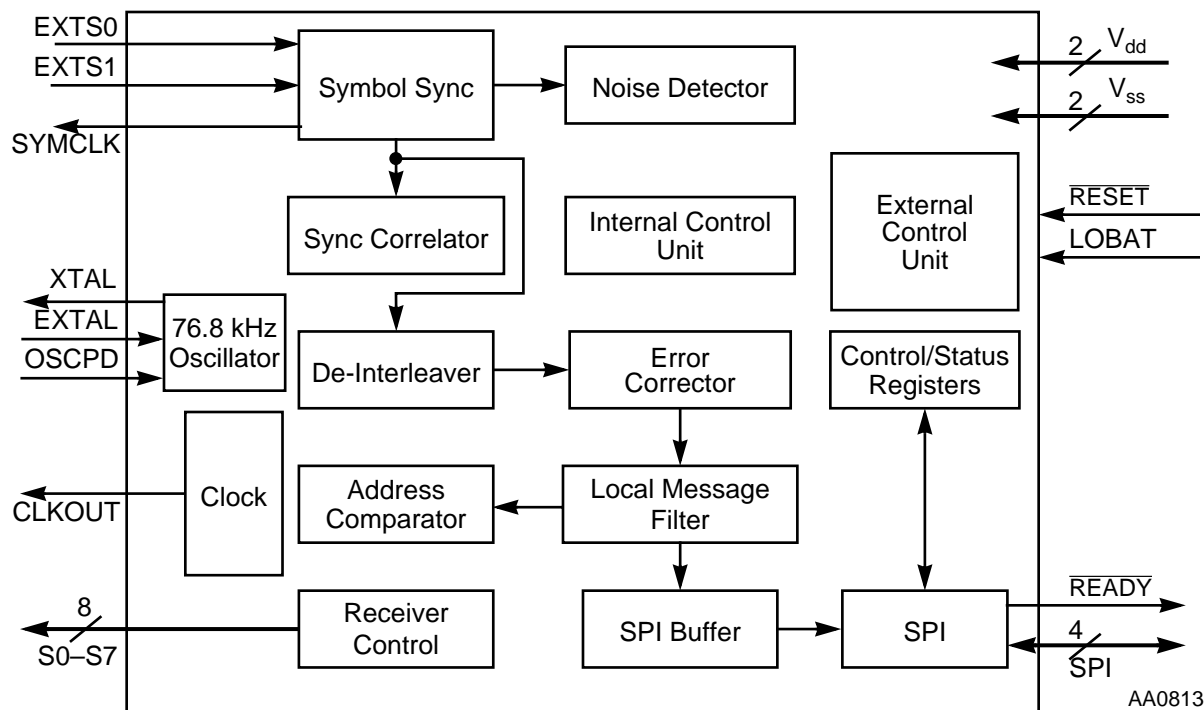 EXTS0
EXTS1
SYMCLK
Symbol Sync
Noise Detector
2
Vdd
2
Vss
Sync Correlator
Internal Control
Unit
External
Control
Unit
RESET
LOBAT
XTAL
EXTAL
OSCPD
76.8 kHz
Oscillator
De-Interleaver
Error
Corrector
Control/Status
Registers
CLKOUT
Clock
Address
Comparator
Local Message
Filter
8
S0–S7
Receiver
Control
SPI Buffer
SPI
READY
4
SPI
AA0813